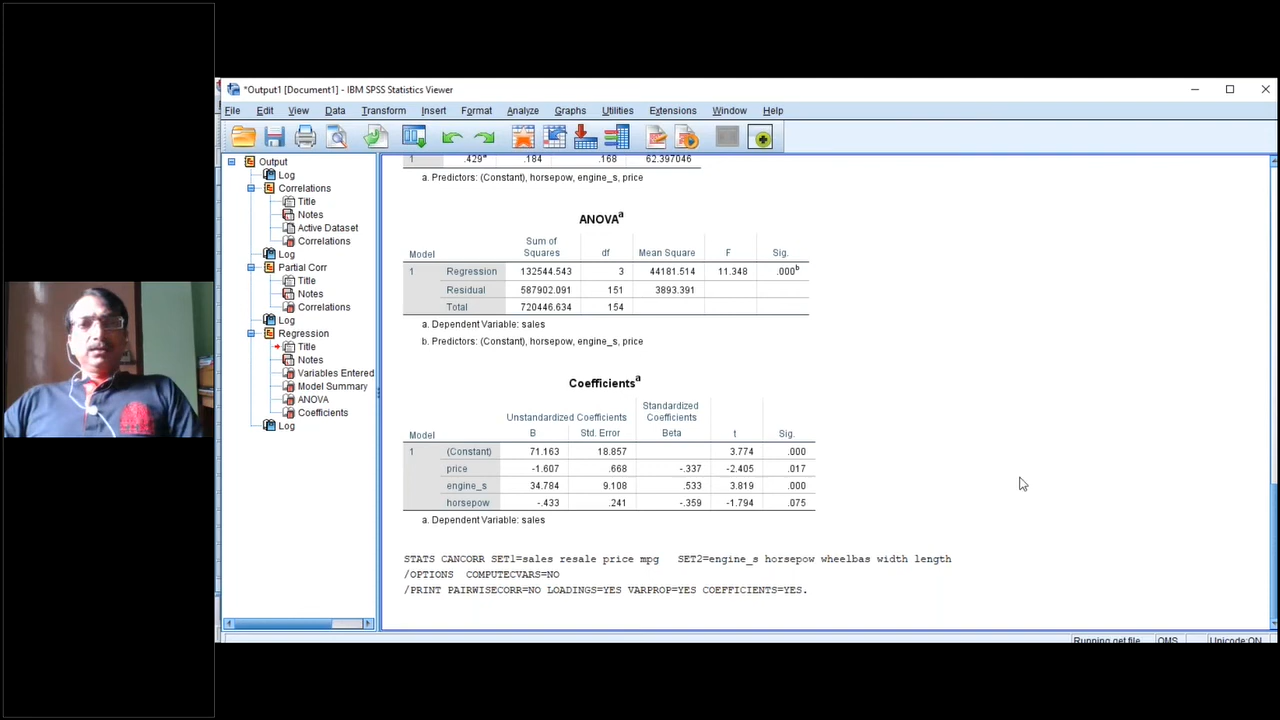 *Output1 [Document1] - IBM SPSS Statistics Viewer
File Edit View Data Transform Insert Format Analyze Graphs Utilities Extensions Window Help
Output
Log
Correlations
Title
Notes
Active Dataset
Correlations
Log
Partial Corr
Title
Notes
Correlations
Log
Regression
Title
Notes
Variables Entered
Model Summary
ANOVA
Coefficients
Log
1 .429ª .184 .168 62.397046
a. Predictors: (Constant), horsepow, engine_s, price
ANOVAª
Model Sum of Squares df Mean Square F Sig.
1 Regression 132544.543 3 44181.514 11.348 .000ᵇ
Residual 587902.091 151 3893.391
Total 720446.634 154
a. Dependent Variable: sales
b. Predictors: (Constant), horsepow, engine_s, price
Coefficientsª
Unstandardized Coefficients Standardized Coefficients
Model B Std. Error Beta t Sig.
1 (Constant) 71.163 18.857 3.774 .000
price -1.607 .668 -.337 -2.405 .017
engine_s 34.784 9.108 .533 3.819 .000
horsepow -.433 .241 -.359 -1.794 .075
a. Dependent Variable: sales
STATS CANCORR SET1=sales resale price mpg SET2=engine_s horsepow wheelbas width length
/OPTIONS COMPUTECVARS=NO
/PRINT PAIRWISECORR=NO LOADINGS=YES VARPROP=YES COEFFICIENTS=YES.
Running get file OMS Unicode:ON